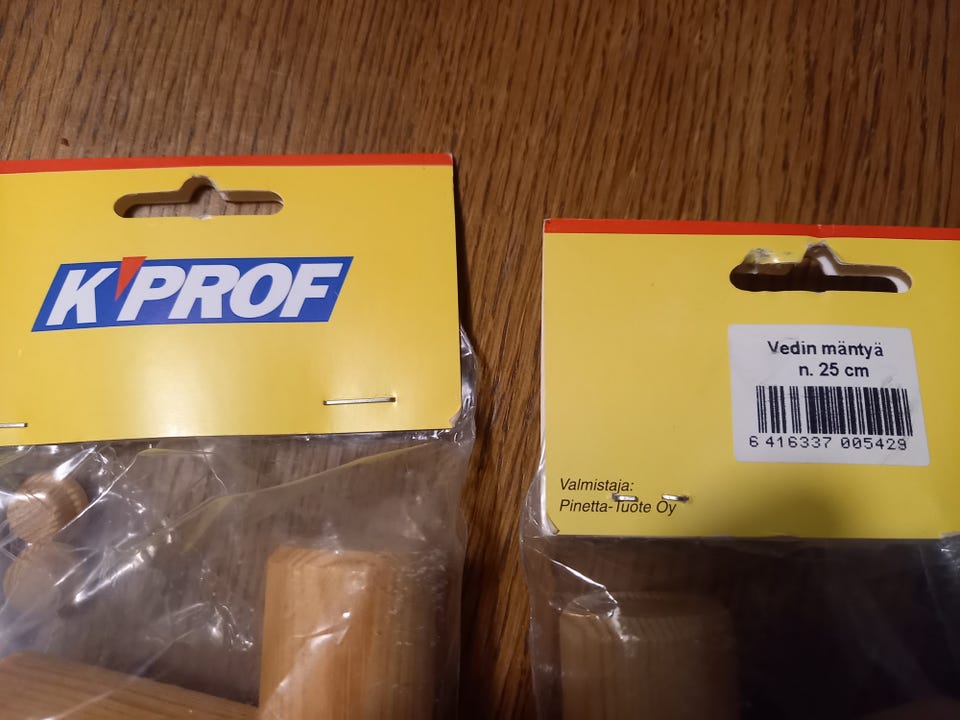 K'PROF
Vedin mäntyä
n. 25 cm
6 416337 005429
Valmistaja:
Pinetta-Tuote Oy